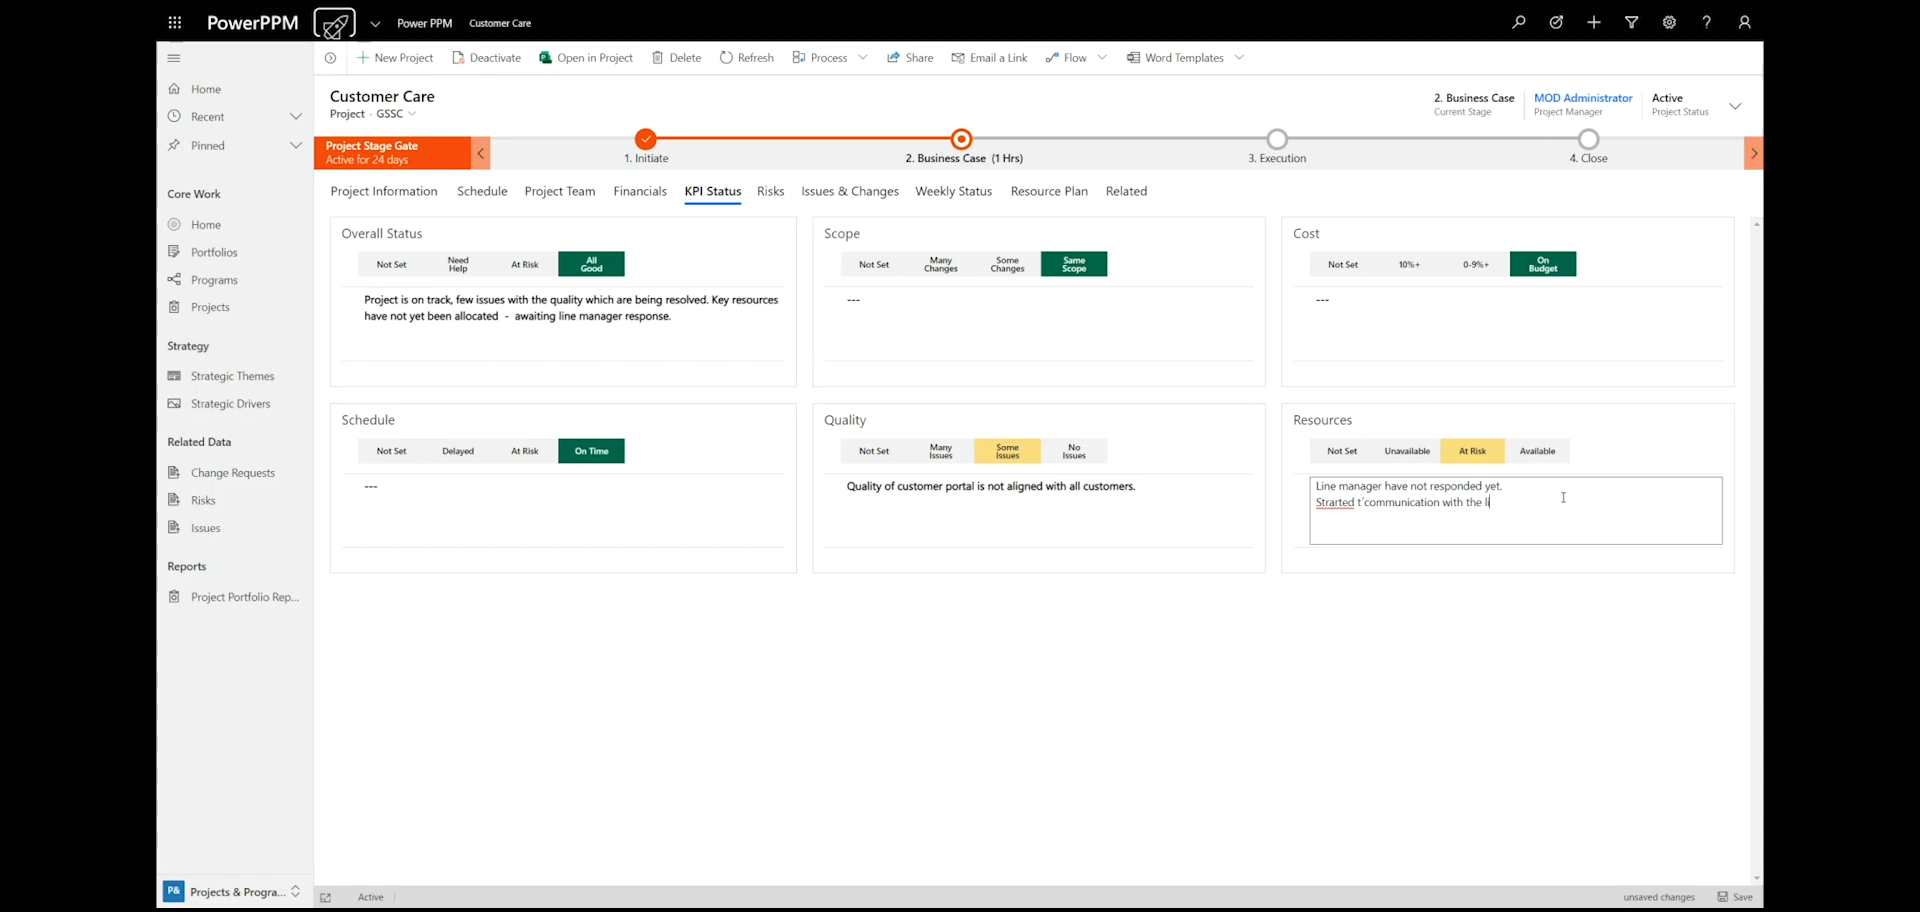 PowerPPM
Power PPM
Customer Care
New Project
Deactivate
Open in Project
Delete
Refresh
Process
Share
Email a Link
Flow
Word Templates
Home
Recent
Pinned
Core Work
Home
Portfolios
Programs
Projects
Strategy
Strategic Themes
Strategic Drivers
Related Data
Change Requests
Risks
Issues
Reports
Project Portfolio Rep...
P& Projects & Progra...
Customer Care
Project · GSSC
2. Business Case
Current Stage
MOD Administrator
Project Manager
Active
Project Status
Project Stage Gate
Active for 24 days
1. Initiate
2. Business Case (1 Hrs)
3. Execution
4. Close
Project Information
Schedule
Project Team
Financials
KPI Status
Risks
Issues & Changes
Weekly Status
Resource Plan
Related
Overall Status
Not Set
Need
Help
At Risk
All
Good
Project is on track, few issues with the quality which are being resolved. Key resources
have not yet been allocated - awaiting line manager response.
Scope
Not Set
Many
Changes
Some
Changes
Same
Scope
---
Cost
Not Set
10%+
0-9%+
On
Budget
---
Schedule
Not Set
Delayed
At Risk
On Time
---
Quality
Not Set
Many
Issues
Some
Issues
No
Issues
Quality of customer portal is not aligned with all customers.
Resources
Not Set
Unavailable
At Risk
Available
Line manager have not responded yet.
Strarted t´communication with the li
Active
unsaved changes
Save